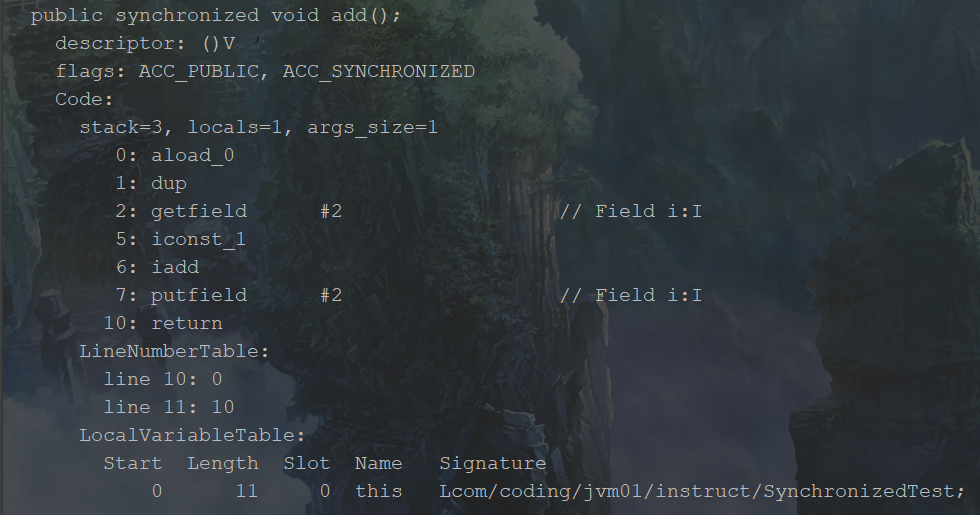 public synchronized void add();
descriptor: ()V
flags: ACC_PUBLIC, ACC_SYNCHRONIZED
Code:
stack=3, locals=1, args_size=1
0: aload_0
1: dup
2: getfield #2 // Field i:I
5: iconst_1
6: iadd
7: putfield #2 // Field i:I
10: return
LineNumberTable:
line 10: 0
line 11: 10
LocalVariableTable:
Start Length Slot Name Signature
0 11 0 this Lcom/coding/jvm01/instruct/SynchronizedTest;